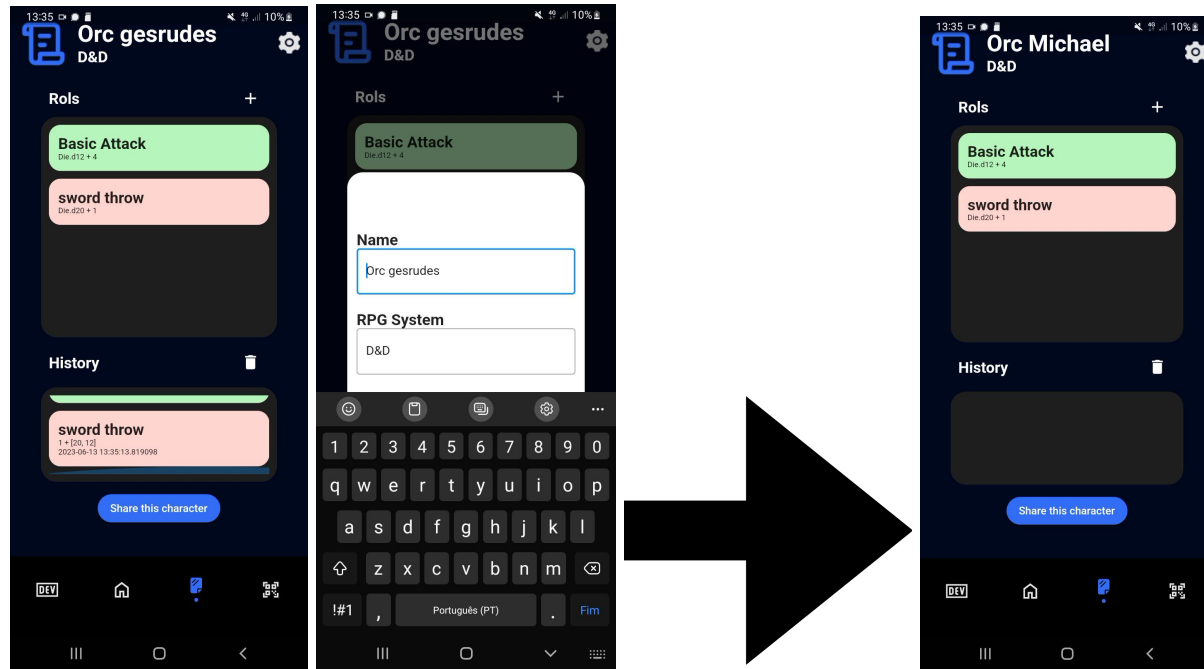 13:35
4G 10%
Orc gesrudes
D&D
Rols +
Basic Attack
Die.d12 + 4
sword throw
Die.d20 + 1
History
sword throw
1 + [20, 12]
2023-06-13 13:35:13.819098
Share this character
DEV
13:35
4G 10%
Orc gesrudes
D&D
Rols +
Basic Attack
Die.d12 + 4
Name
Orc gesrudes
RPG System
D&D
1 2 3 4 5 6 7 8 9 0
q w e r t y u i o p
a s d f g h j k l
z x c v b n m
!#1 , Português (PT) . Fim
13:35
4G 10%
Orc Michael
D&D
Rols +
Basic Attack
Die.d12 + 4
sword throw
Die.d20 + 1
History
Share this character
DEV